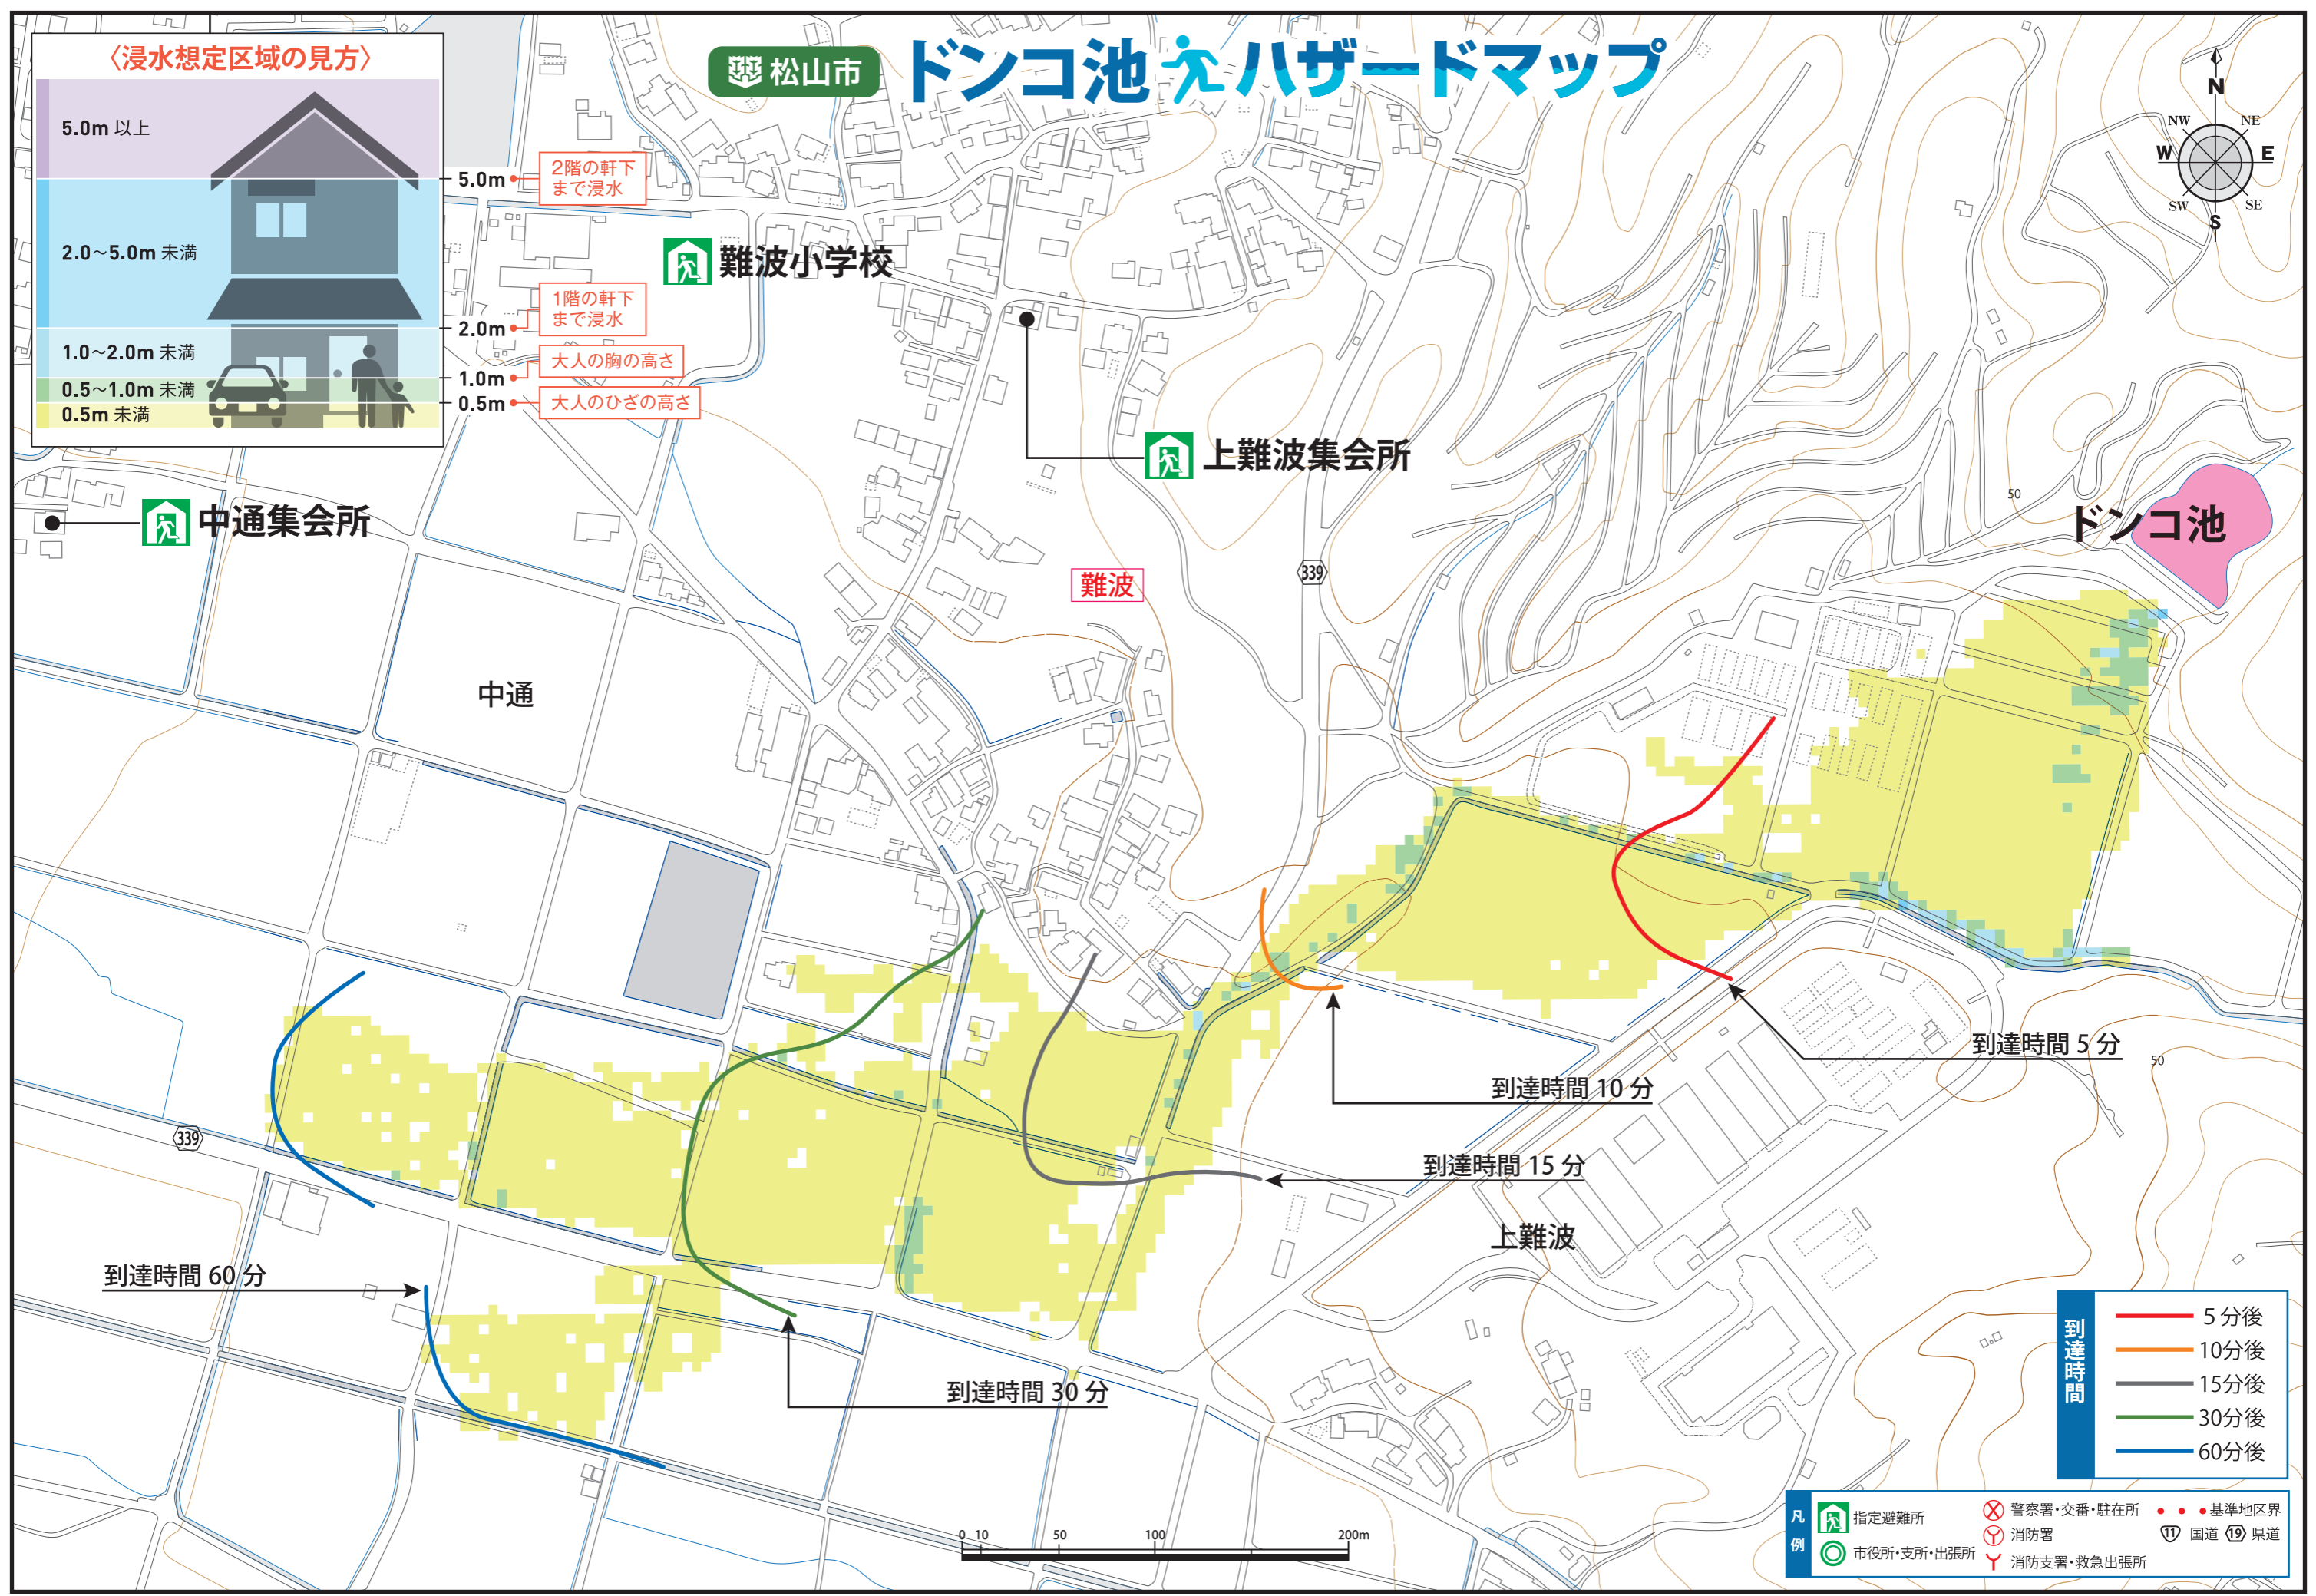 〈浸水想定区域の見方〉
5.0m 以上
2.0～5.0m 未満
1.0～2.0m 未満
0.5～1.0m 未満
0.5m 未満
5.0m
2階の軒下
まで浸水
2.0m
1階の軒下
まで浸水
1.0m
大人の胸の高さ
0.5m
大人のひざの高さ
松山市
ドンコ池ハザードマップ
N
NE
E
SE
S
SW
W
NW
難波小学校
上難波集会所
中通集会所
ドンコ池
50
339
難波
中通
到達時間 5 分
50
到達時間 10 分
339
到達時間 15 分
上難波
到達時間 60 分
到達時間 30 分
到達時間
5 分後
10分後
15分後
30分後
60分後
0 10 50 100 200m
凡例
指定避難所
市役所・支所・出張所
警察署・交番・駐在所
消防署
消防支署・救急出張所
基準地区界
11 国道 19 県道